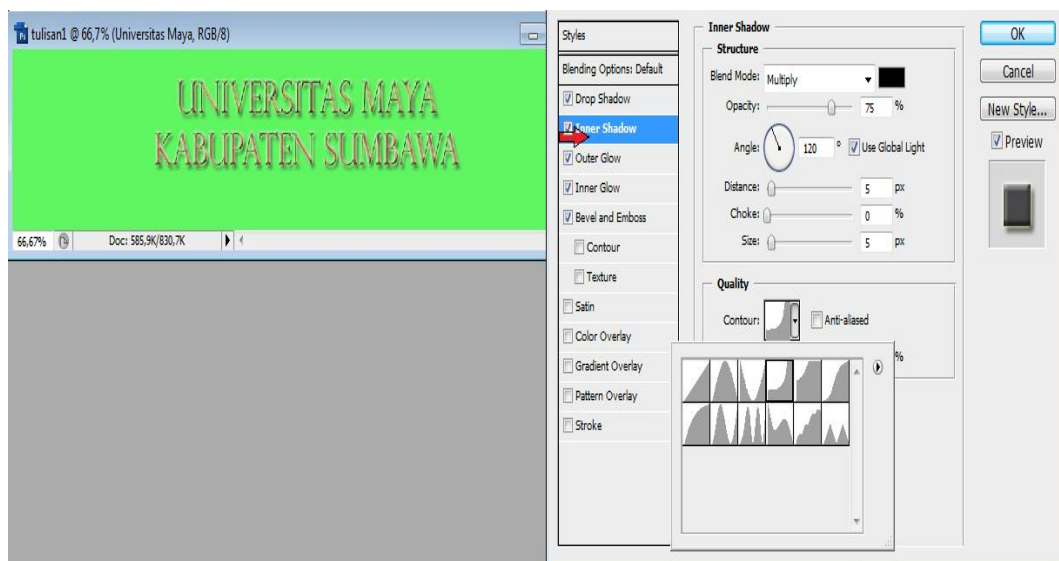 tulisan1 @ 66,7% (Universitas Maya, RGB/8)
UNIVERSITAS MAYA
KABUPATEN SUMBAWA
66,67% Doc: 585,9K/830,7K
Styles
Blending Options: Default
Drop Shadow
Inner Shadow
Outer Glow
Inner Glow
Bevel and Emboss
Contour
Texture
Satin
Color Overlay
Gradient Overlay
Pattern Overlay
Stroke
Inner Shadow
Structure
Blend Mode: Multiply
Opacity: 75 %
Angle: 120 ° Use Global Light
Distance: 5 px
Choke: 0 %
Size: 5 px
Quality
Contour: Anti-aliased
%
OK
Cancel
New Style...
Preview